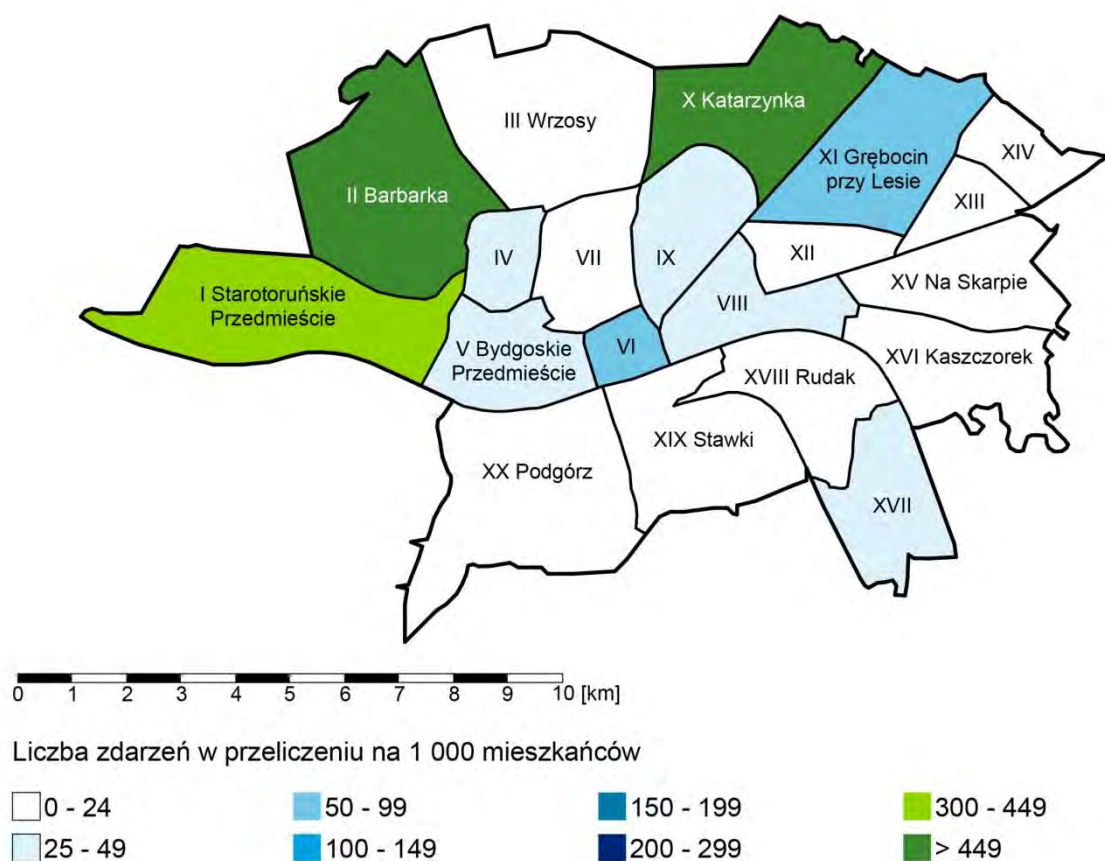 III Wrzosy
X Katarzynka
XI Grębocin
przy Lesie
XIV
XIII
II Barbarka
IV
VII
IX
XII
XV Na Skarpie
I Starotoruńskie
Przedmieście
VIII
V Bydgoskie
Przedmieście
VI
XVI Kaszczorek
XVIII Rudak
XIX Stawki
XX Podgórz
XVII
0 1 2 3 4 5 6 7 8 9 10 [km]
Liczba zdarzeń w przeliczeniu na 1 000 mieszkańców
0 - 24 50 - 99 150 - 199 300 - 449
25 - 49 100 - 149 200 - 299 > 449